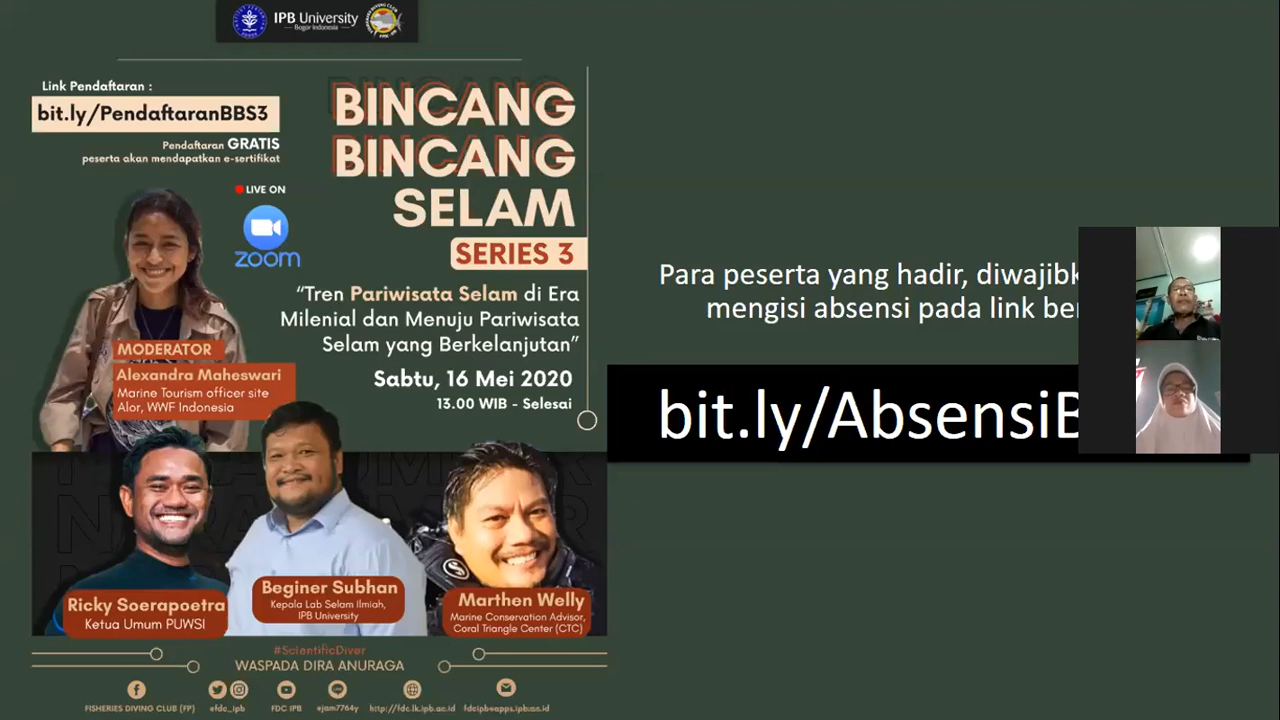 IPB University
Bogor Indonesia
Link Pendaftaran :
bit.ly/PendaftaranBBS3
Pendaftaran GRATIS
peserta akan mendapatkan e-sertifikat
LIVE ON
zoom
BINCANG
BINCANG
SELAM
SERIES 3
“Tren Pariwisata Selam di Era
Milenial dan Menuju Pariwisata
Selam yang Berkelanjutan”
Sabtu, 16 Mei 2020
13.00 WIB - Selesai
MODERATOR
Alexandra Maheswari
Marine Tourism officer site
Alor, WWF Indonesia
Ricky Soerapoetra
Ketua Umum PUWSI
Beginer Subhan
Kepala Lab Selam Ilmiah,
IPB University
Marthen Welly
Marine Conservation Advisor,
Coral Triangle Center (CTC)
#ScientificDiver
WASPADA DIRA ANURAGA
FISHERIES DIVING CLUB (FP)
@fdc_ipb
FDC IPB
@jam7764y
http://fdc.lk.ipb.ac.id
fdcipb@apps.ipb.ac.id
Para peserta yang hadir, diwajibk
mengisi absensi pada link ber
bit.ly/AbsensiB